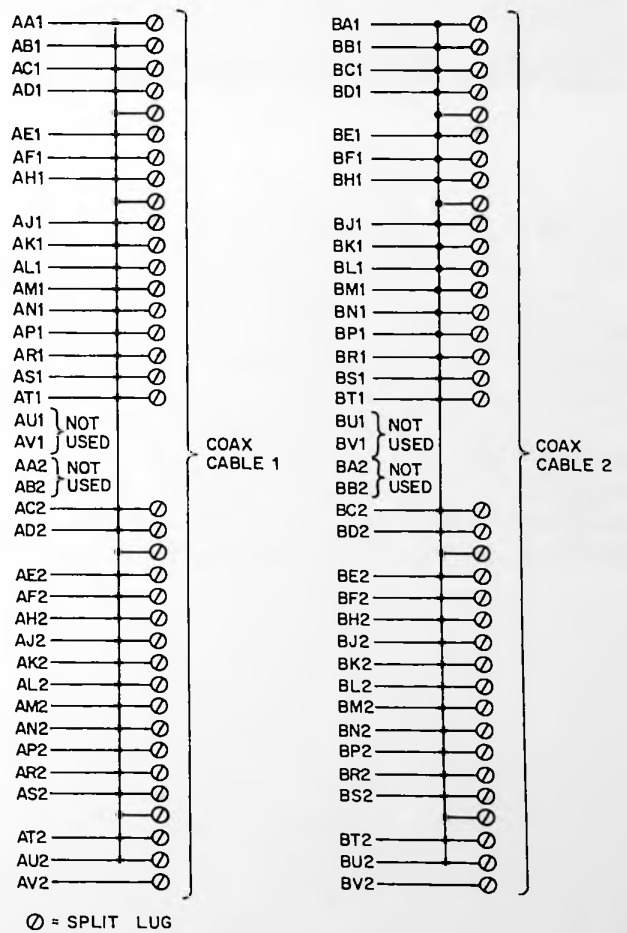 AA1
AB1
AC1
AD1
AE1
AF1
AH1
AJ1
AK1
AL1
AM1
AN1
AP1
AR1
AS1
AT1
AU1
AV1
NOT
USED
AA2
AB2
NOT
USED
AC2
AD2
AE2
AF2
AH2
AJ2
AK2
AL2
AM2
AN2
AP2
AR2
AS2
AT2
AU2
AV2
COAX
CABLE 1
BA1
BB1
BC1
BD1
BE1
BF1
BH1
BJ1
BK1
BL1
BM1
BN1
BP1
BR1
BS1
BT1
BU1
BV1
NOT
USED
BA2
BB2
NOT
USED
BC2
BD2
BE2
BF2
BH2
BJ2
BK2
BL2
BM2
BN2
BP2
BR2
BS2
BT2
BU2
BV2
COAX
CABLE 2
= SPLIT LUG